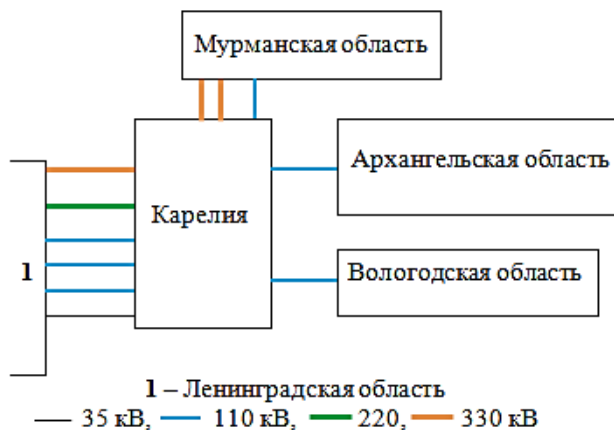 Мурманская область
Архангельская область
Карелия
1
Вологодская область
1 – Ленинградская область
35 кВ, 110 кВ, 220, 330 кВ